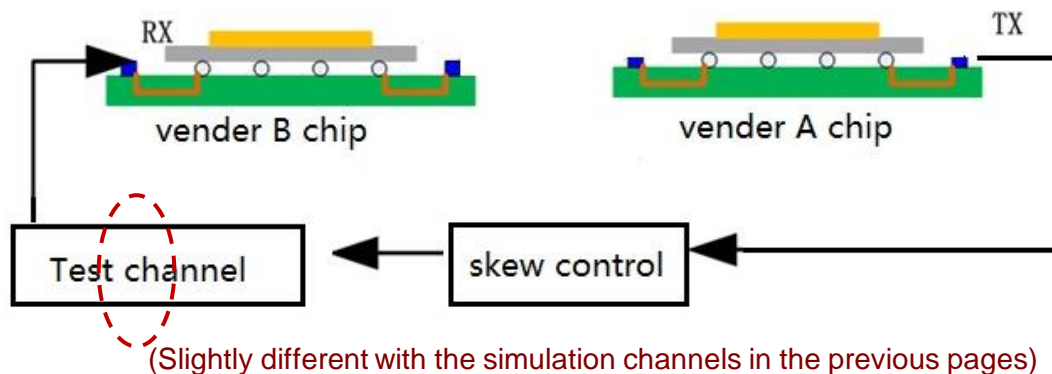 RX
TX
vender B chip
vender A chip
Test channel
skew control
(Slightly different with the simulation channels in the previous pages)